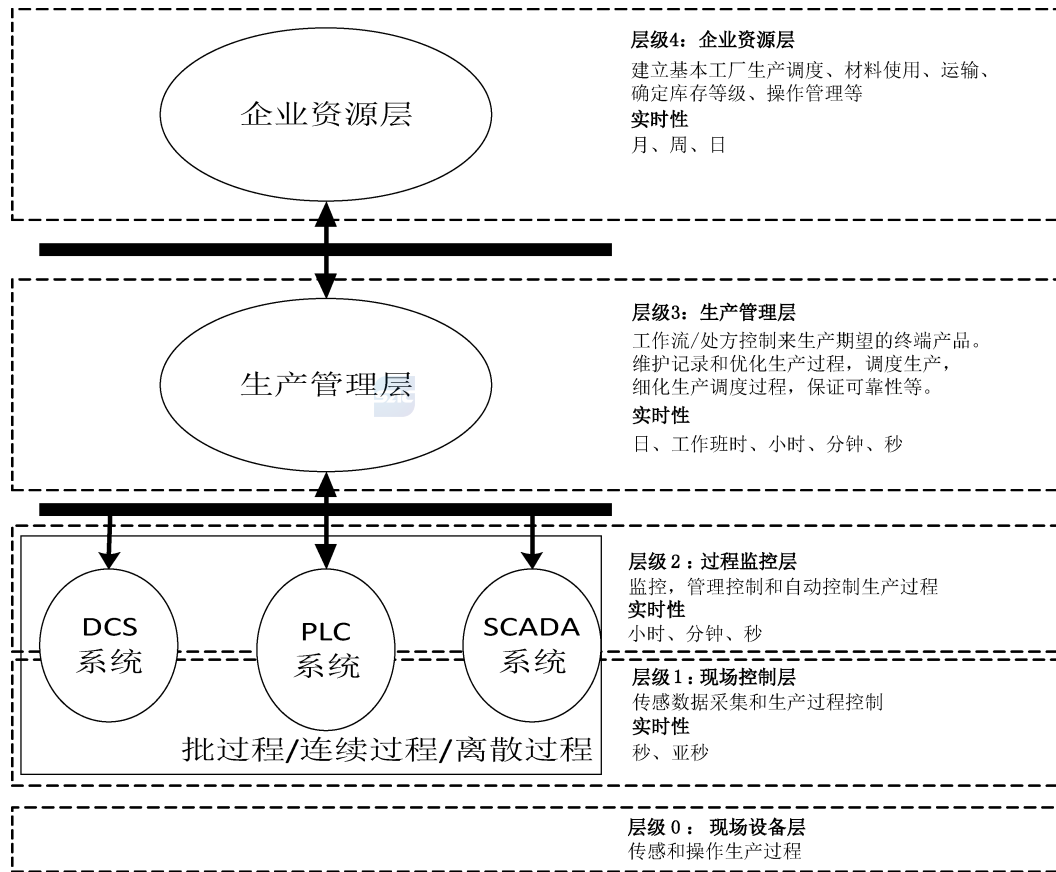 企业资源层
层级4：企业资源层
建立基本工厂生产调度、材料使用、运输、
确定库存等级、操作管理等
实时性
月、周、日
生产管理层
层级3：生产管理层
工作流/处方控制来生产期望的终端产品。
维护记录和优化生产过程，调度生产，
细化生产调度过程，保证可靠性等。
实时性
日、工作班时、小时、分钟、秒
DCS
系统
PLC
系统
SCADA
系统
批过程/连续过程/离散过程
层级 2：过程监控层
监控，管理控制和自动控制生产过程
实时性
小时、分钟、秒
层级1：现场控制层
传感数据采集和生产过程控制
实时性
秒、亚秒
层级 0： 现场设备层
传感和操作生产过程